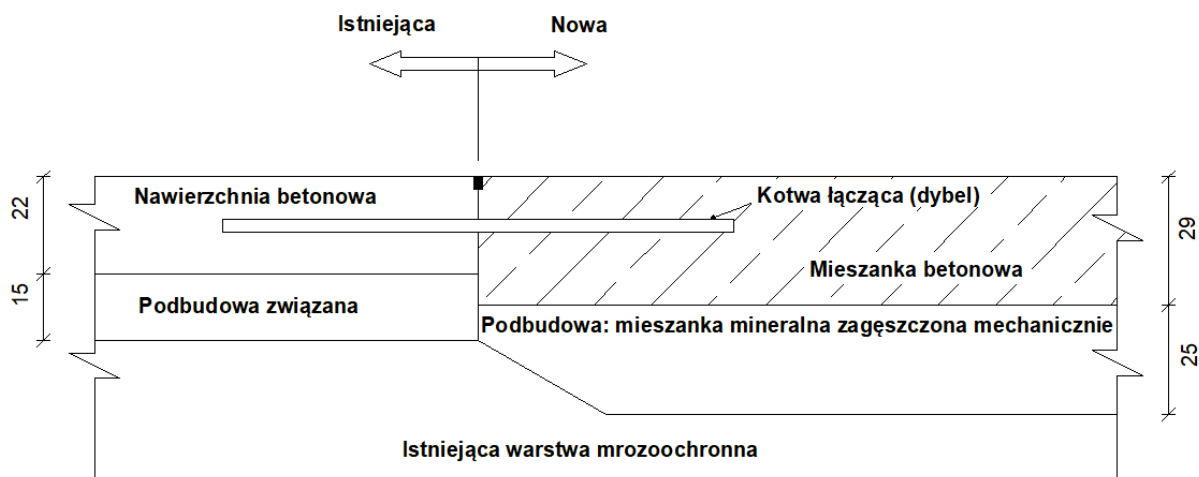 Istniejąca
Nowa
Nawierzchnia betonowa
Kotwa łącząca (dybel)
22
29
Mieszanka betonowa
15
Podbudowa związana
Podbudowa: mieszanka mineralna zagęszczona mechanicznie
25
Istniejąca warstwa mrozoochronna